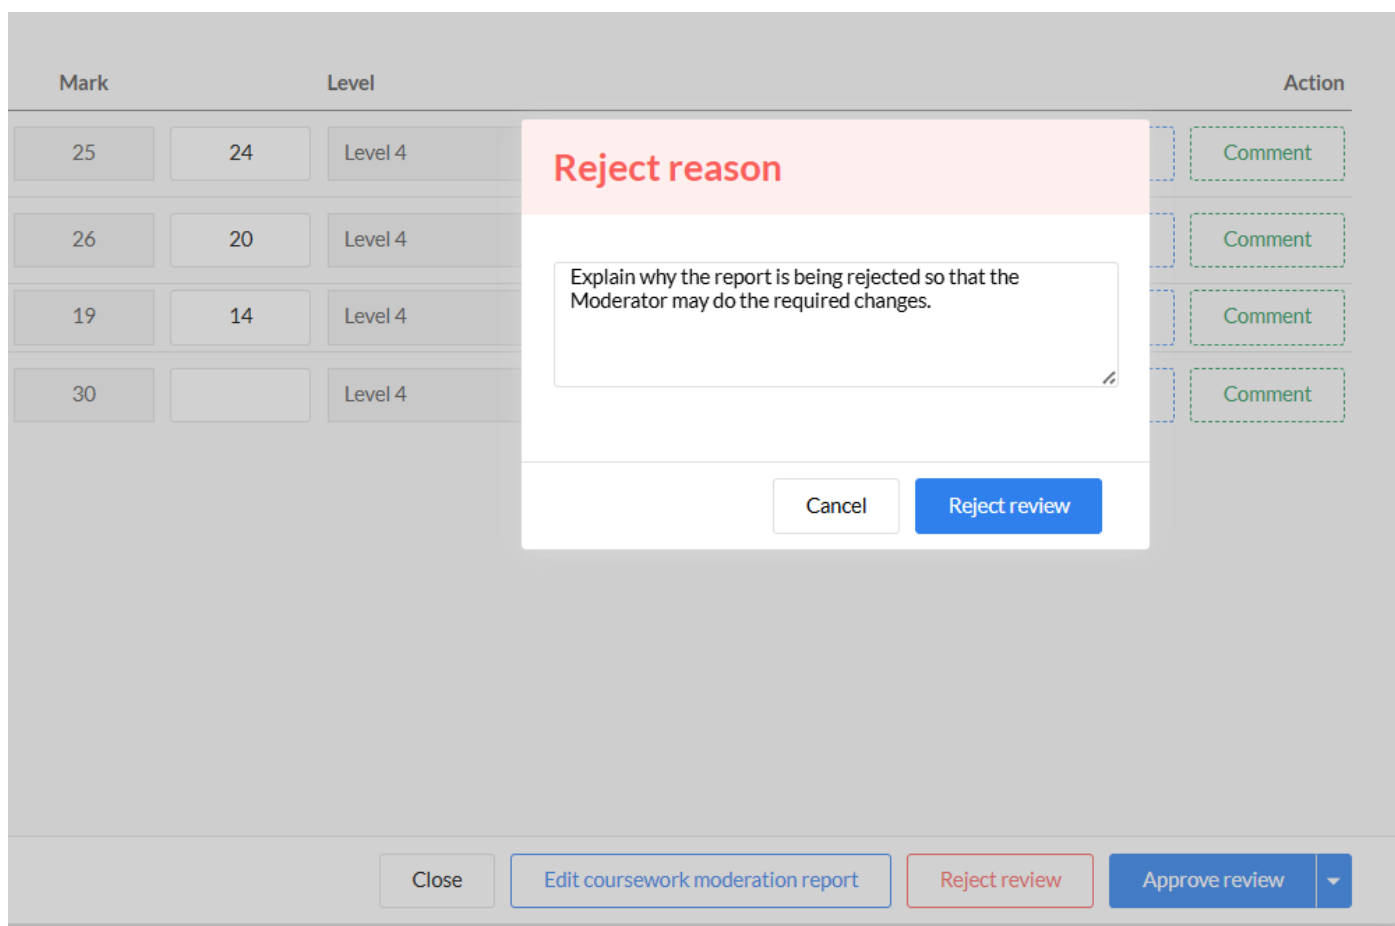 Mark Level Action
25 24 Level 4 Comment
Reject reason
26 20 Level 4 Comment
Explain why the report is being rejected so that the
Moderator may do the required changes.
19 14 Level 4 Comment
30 Level 4 Comment
Cancel Reject review
Close Edit coursework moderation report Reject review Approve review